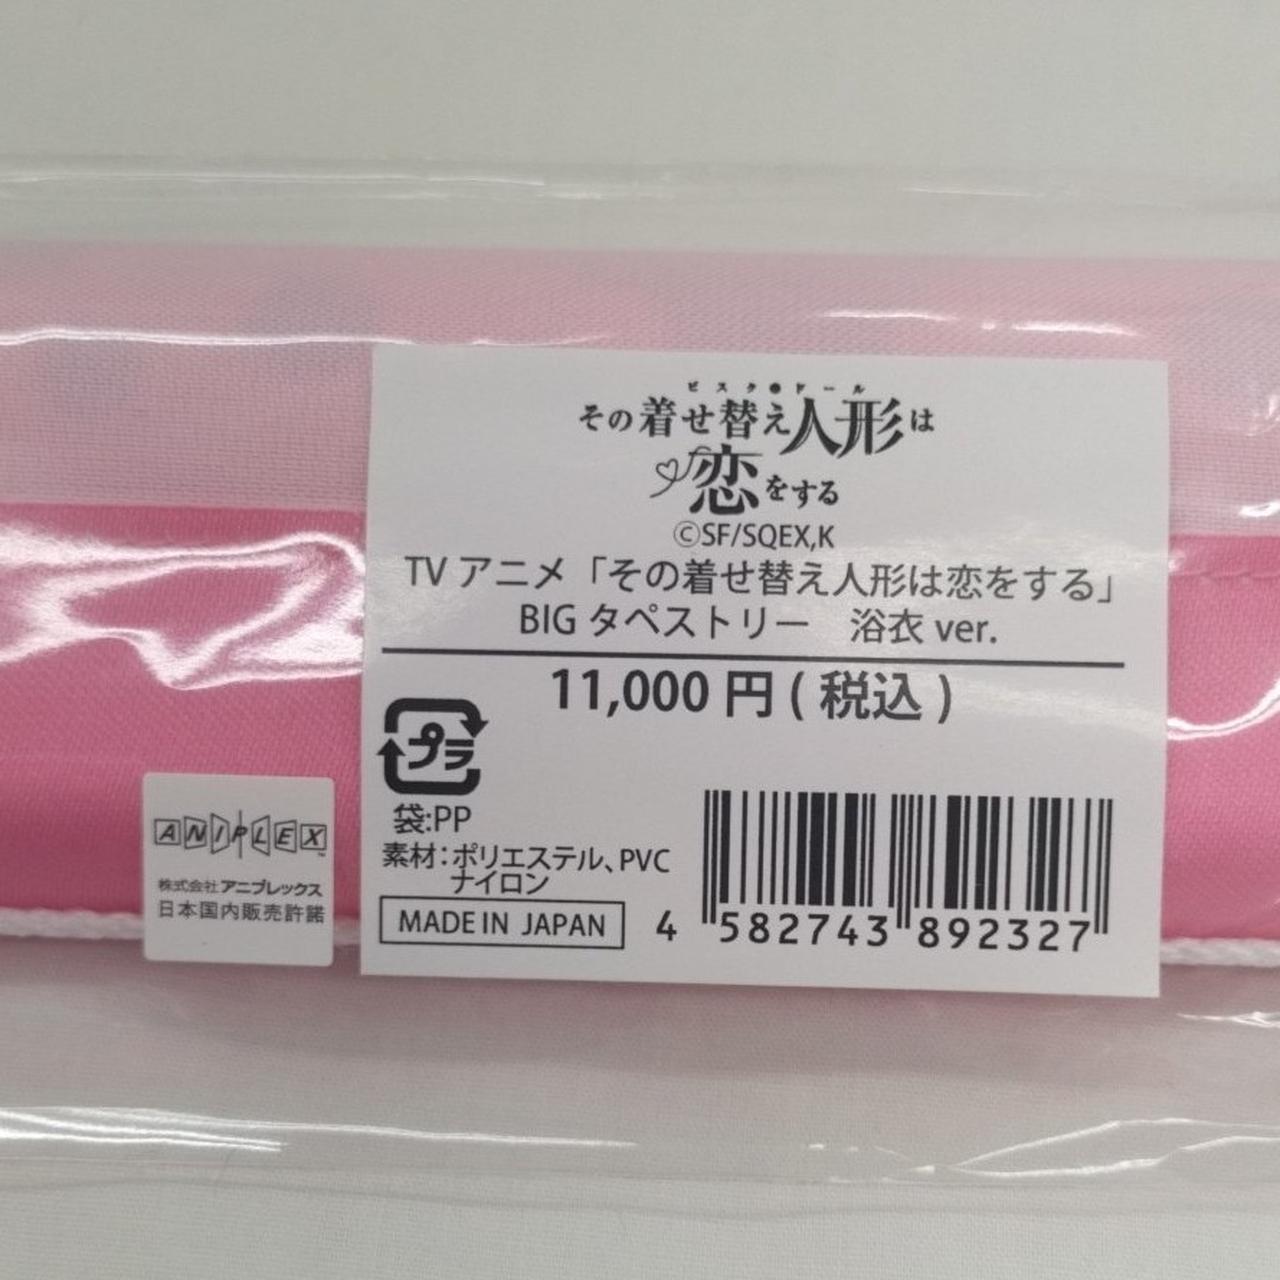 ビスク・ドール
その着せ替え人形は
恋をする
©SF/SQEX,K
TVアニメ「その着せ替え人形は恋をする」
BIGタペストリー　浴衣ver.
11,000円(税込)
プラ
袋:PP
素材:ポリエステル、PVC
ナイロン
MADE IN JAPAN
4 582743 892327
ANIPLEX™
株式会社アニプレックス
日本国内販売許諾